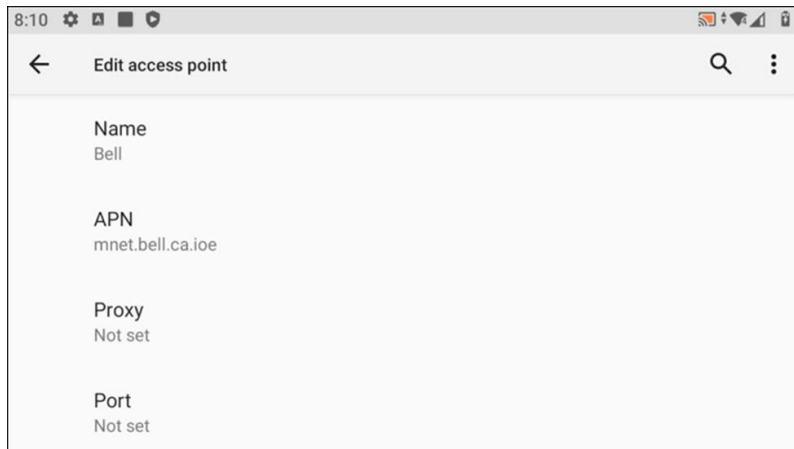 8:10
Edit access point
Name
Bell
APN
mnet.bell.ca.ioe
Proxy
Not set
Port
Not set